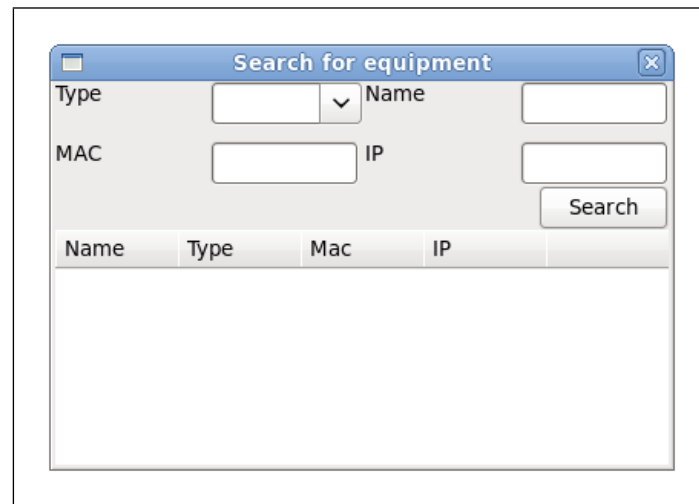 Search for equipment
Type Name
MAC IP
Search
Name Type Mac IP